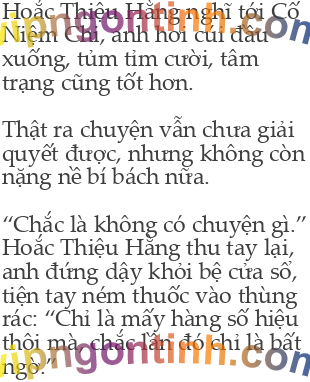 Hoắc Thiệu Hằng nghĩ tới Cố
Niệm Chi, anh hơi cúi đầu
xuống, tủm tỉm cười, tâm
trạng cũng tốt hơn.
Thật ra chuyện vẫn chưa giải
quyết được, nhưng không còn
nặng nề bí bách nữa.
“Chắc là không có chuyện gì.”
Hoắc Thiệu Hằng thu tay lại,
anh đứng dậy khỏi bệ cửa sổ,
tiện tay ném thuốc vào thùng
rác: “Chỉ là mấy hàng số hiệu
thôi mà, chắc lần đó chỉ là bất
ngờ.”
vipngontinh.com
vipngontinh.com